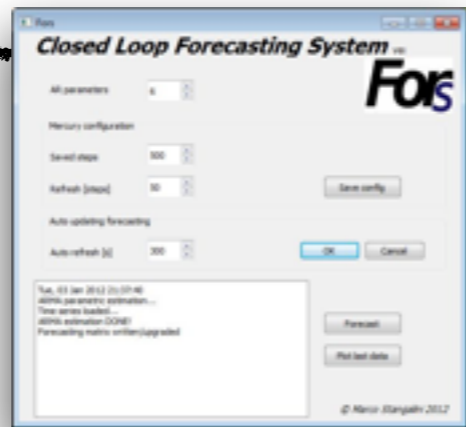 Fors
Closed Loop Forecasting System
Fors
AR parameters
Mercury configuration
Saved steps 500
Refresh [steps] 50 Save config
Auto updating forecasting
Auto refresh [s] 300 OK Cancel
Tue, 03 Jan 2012 21:37:40
ARMA parametric estimation...
Time series loaded...
ARMA estimation DONE!
Forecasting matrix written/upgraded
Forecast
Plot last data
© Marco Stangalini 2012